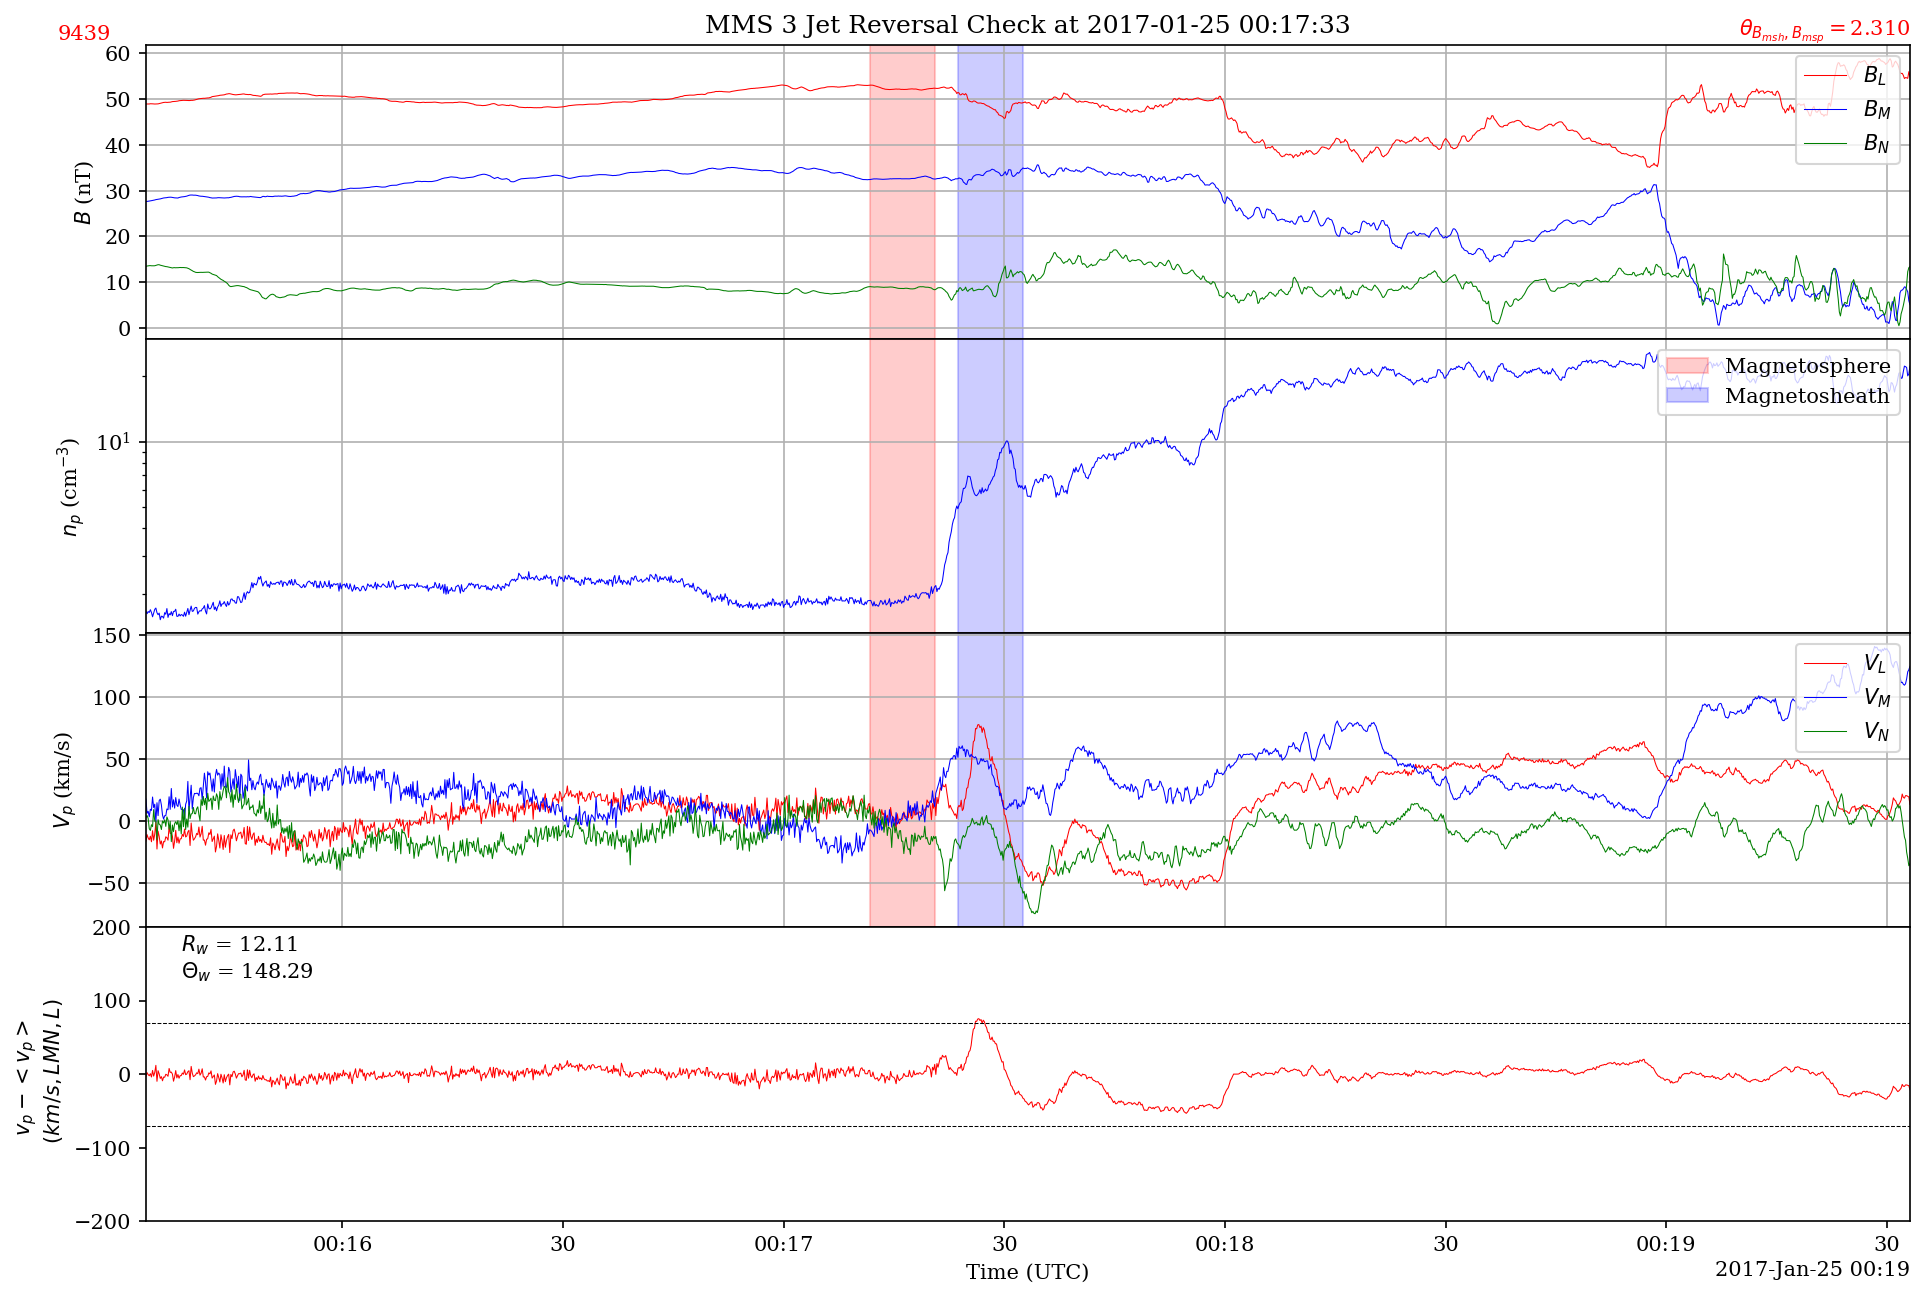 MMS 3 Jet Reversal Check at 2017-01-25 00:17:33
9439
θ_{B_{msh}, B_{msp}} = 2.310
60
50
40
30
20
10
0
B (nT)
B_L
B_M
B_N
10^1
n_p (cm^{-3})
Magnetosphere
Magnetosheath
150
100
50
0
−50
V_p (km/s)
V_L
V_M
V_N
200
100
0
−100
−200
v_p − <v_p>
(km/s, LMN, L)
R_w = 12.11
Θ_w = 148.29
00:16 30 00:17 30 00:18 30 00:19 30
Time (UTC)
2017-Jan-25 00:19